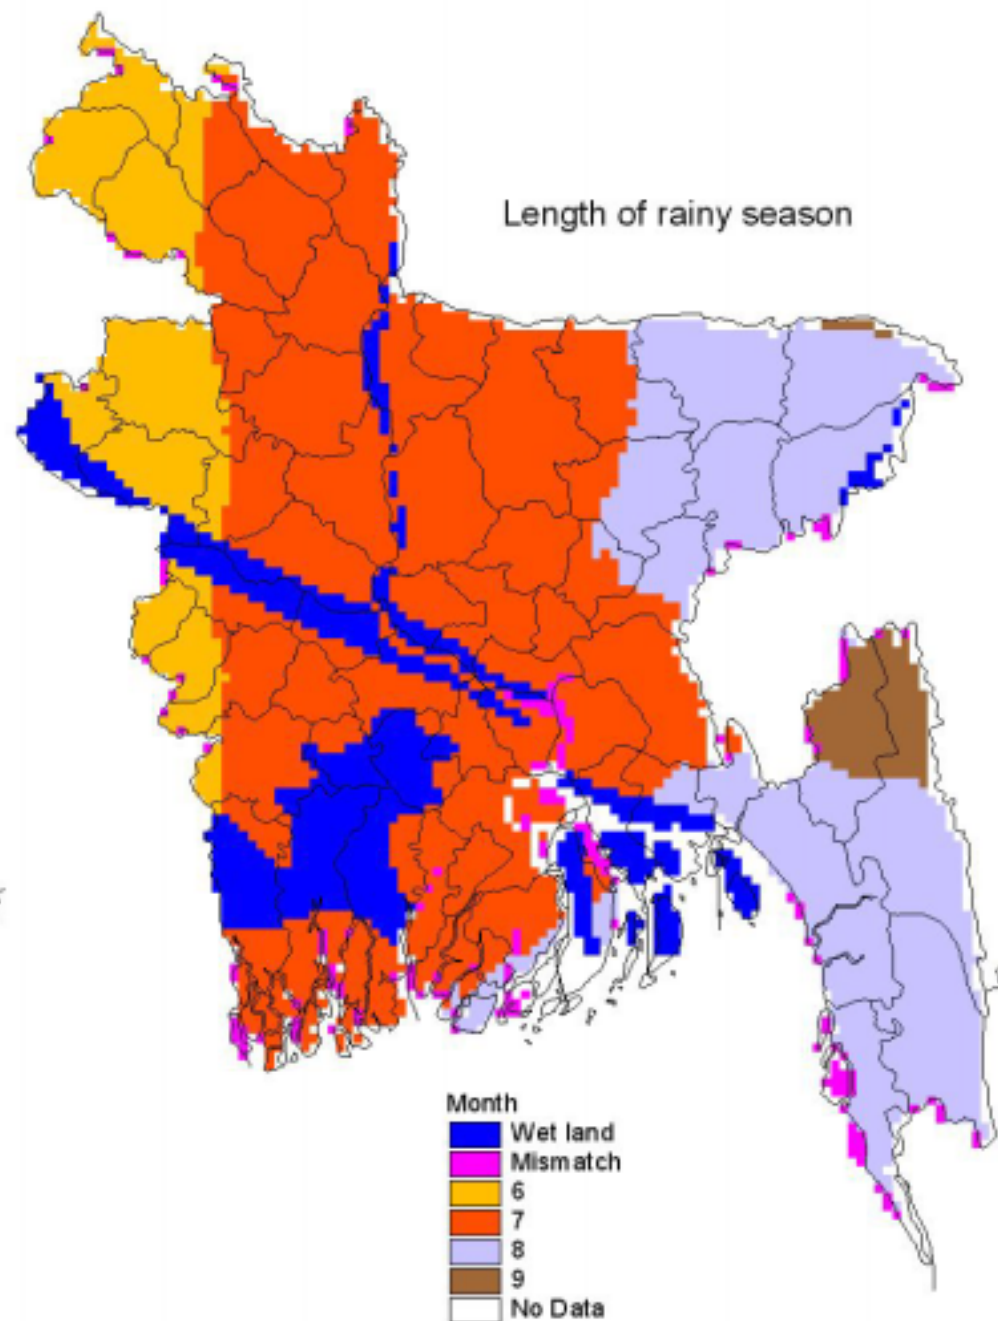 Length of rainy season
Month
Wet land
Mismatch
6
7
8
9
No Data